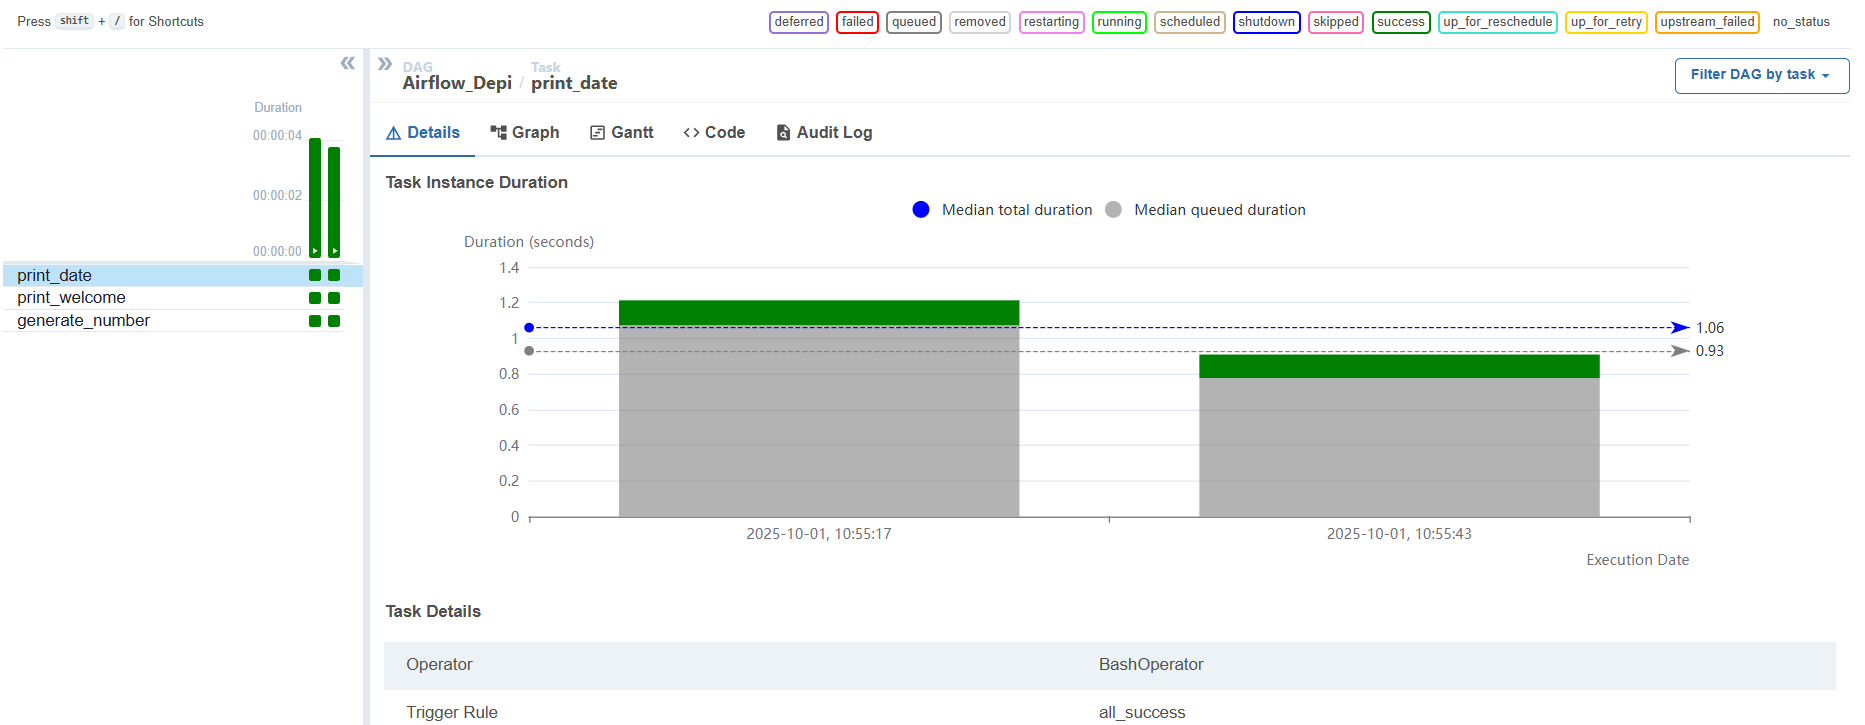 Press shift + / for Shortcuts
deferred failed queued removed restarting running scheduled shutdown skipped success up_for_reschedule up_for_retry upstream_failed no_status
DAG
Airflow_Depi / Task
print_date
Filter DAG by task
Duration
00:00:04
00:00:02
00:00:00
print_date
print_welcome
generate_number
Details Graph Gantt Code Audit Log
Task Instance Duration
Median total duration Median queued duration
Duration (seconds)
1.4
1.2
1
0.8
0.6
0.4
0.2
0
1.06
0.93
2025-10-01, 10:55:17 2025-10-01, 10:55:43
Execution Date
Task Details
Operator BashOperator
Trigger Rule all_success